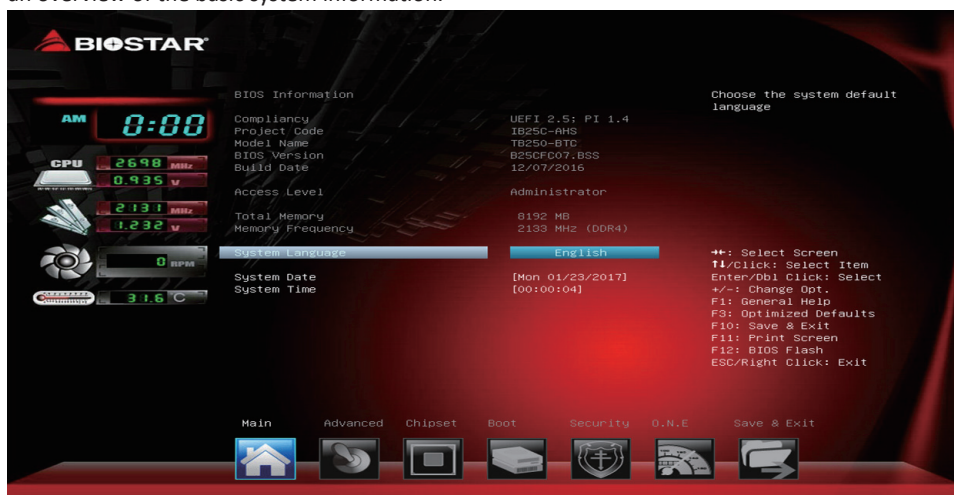 an overview of the basic system information.
BIOSTAR®
AM 0:00
CPU 2698 MHz
0.935 V
2131 MHz
1.232 V
0 RPM
31.6 C
BIOS Information
Compliancy UEFI 2.5; PI 1.4
Project Code IB25C-AHS
Model Name TB250-BTC
BIOS Version B25CFC07.BSS
Build Date 12/07/2016
Access Level Administrator
Total Memory 8192 MB
Memory Frequency 2133 MHz (DDR4)
System Language English
System Date [Mon 01/23/2017]
System Time [00:00:04]
Choose the system default
language
→←: Select Screen
↑↓/Click: Select Item
Enter/Dbl Click: Select
+/-: Change Opt.
F1: General Help
F3: Optimized Defaults
F10: Save & Exit
F11: Print Screen
F12: BIOS Flash
ESC/Right Click: Exit
Main Advanced Chipset Boot Security O.N.E Save & Exit